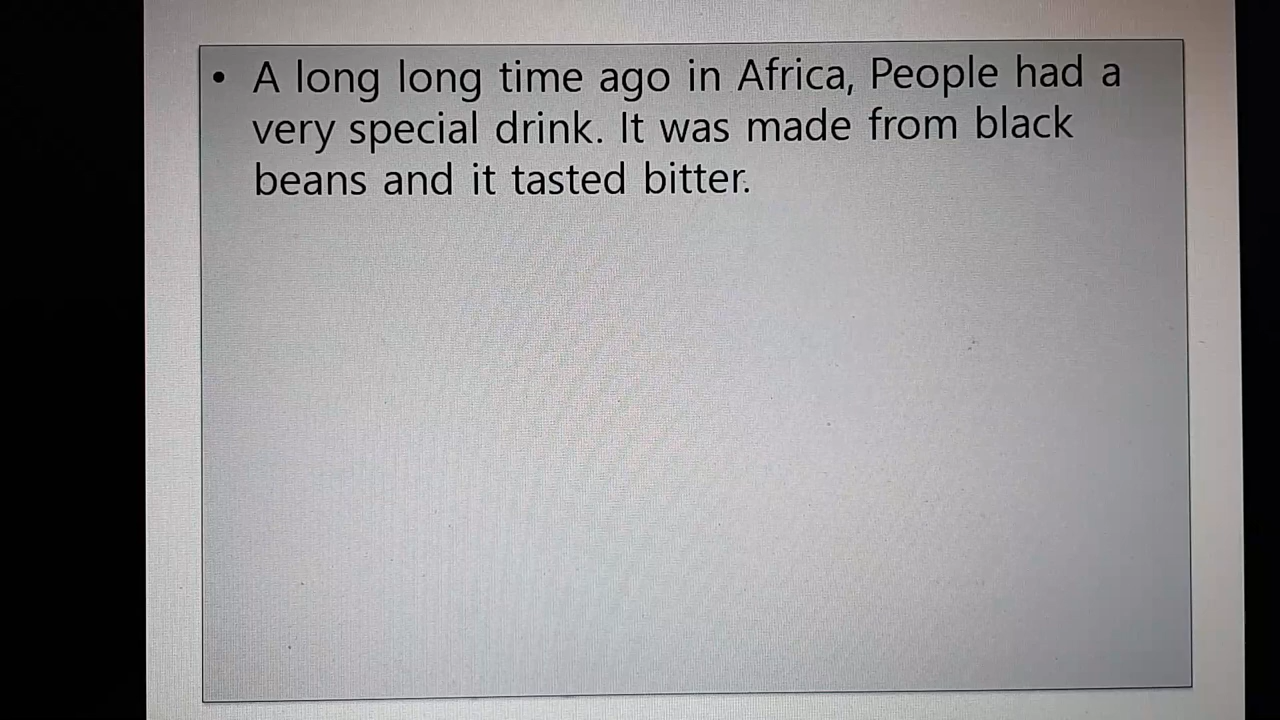 • A long long time ago in Africa, People had a
very special drink. It was made from black
beans and it tasted bitter.